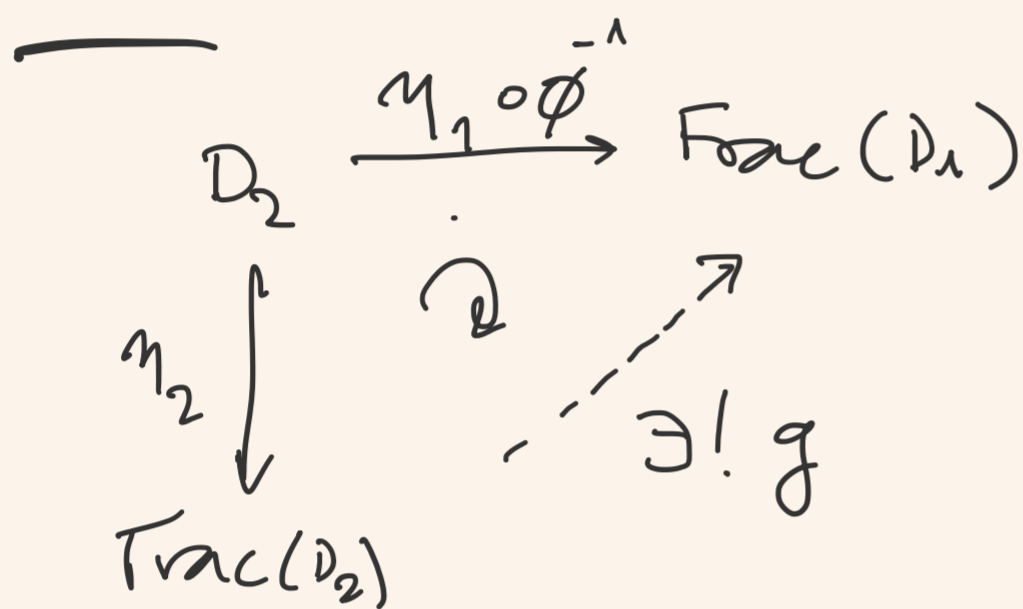 η₁ ∘ ϕ⁻¹
D₂ → Frac(D₁)
η₂
∃! g
Frac(D₂)